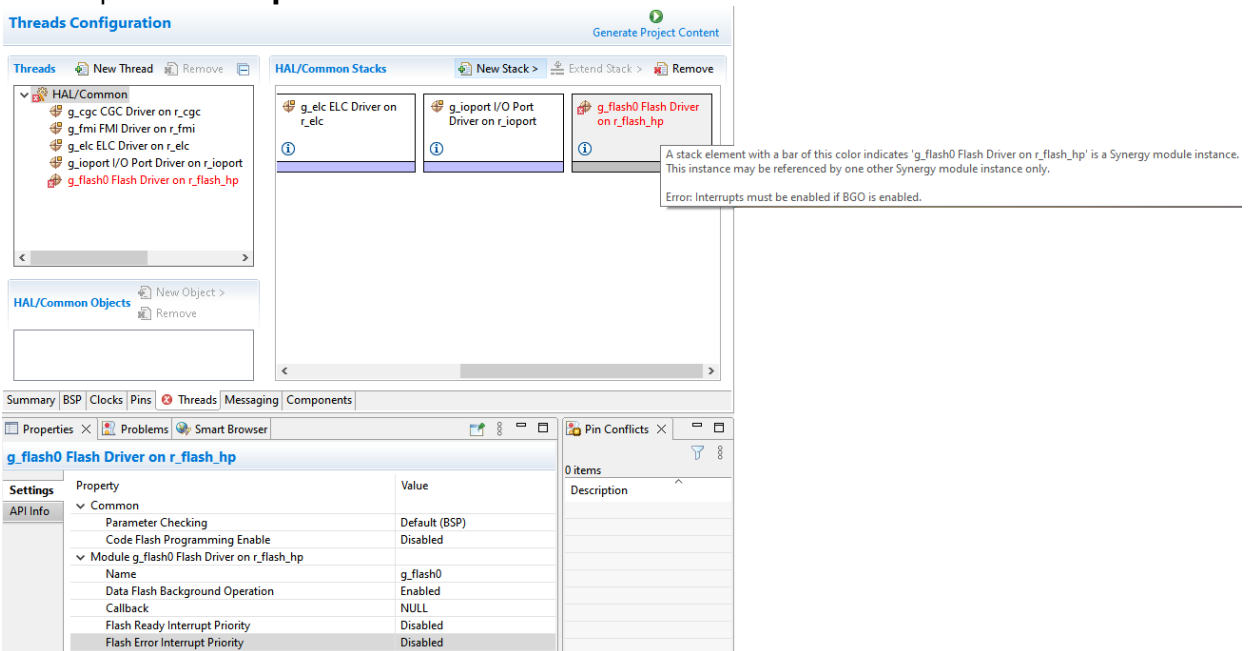 Threads Configuration
Generate Project Content
Threads New Thread Remove
HAL/Common
g_cgc CGC Driver on r_cgc
g_fmi FMI Driver on r_fmi
g_elc ELC Driver on r_elc
g_ioport I/O Port Driver on r_ioport
g_flash0 Flash Driver on r_flash_hp
HAL/Common Stacks New Stack > Extend Stack > Remove
g_elc ELC Driver on
r_elc
g_ioport I/O Port
Driver on r_ioport
g_flash0 Flash Driver
on r_flash_hp
A stack element with a bar of this color indicates 'g_flash0 Flash Driver on r_flash_hp' is a Synergy module instance.
This instance may be referenced by one other Synergy module instance only.
Error: Interrupts must be enabled if BGO is enabled.
HAL/Common Objects New Object >
Remove
Summary BSP Clocks Pins Threads Messaging Components
Properties Problems Smart Browser
g_flash0 Flash Driver on r_flash_hp
Settings
API Info
Property Value
Common
Parameter Checking Default (BSP)
Code Flash Programming Enable Disabled
Module g_flash0 Flash Driver on r_flash_hp
Name g_flash0
Data Flash Background Operation Enabled
Callback NULL
Flash Ready Interrupt Priority Disabled
Flash Error Interrupt Priority Disabled
Pin Conflicts
0 items
Description